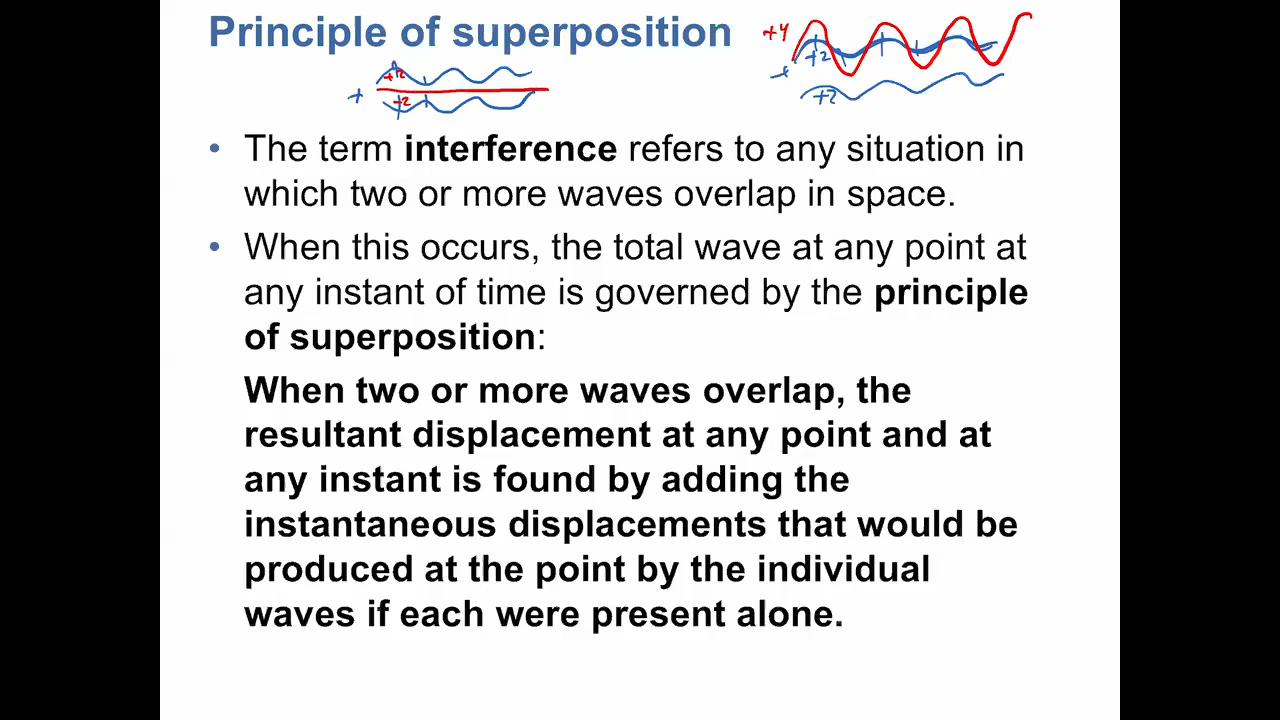 Principle of superposition
+4
+2
+
+2
+2
+
+2
• The term interference refers to any situation in
which two or more waves overlap in space.
• When this occurs, the total wave at any point at
any instant of time is governed by the principle
of superposition:
When two or more waves overlap, the
resultant displacement at any point and at
any instant is found by adding the
instantaneous displacements that would be
produced at the point by the individual
waves if each were present alone.